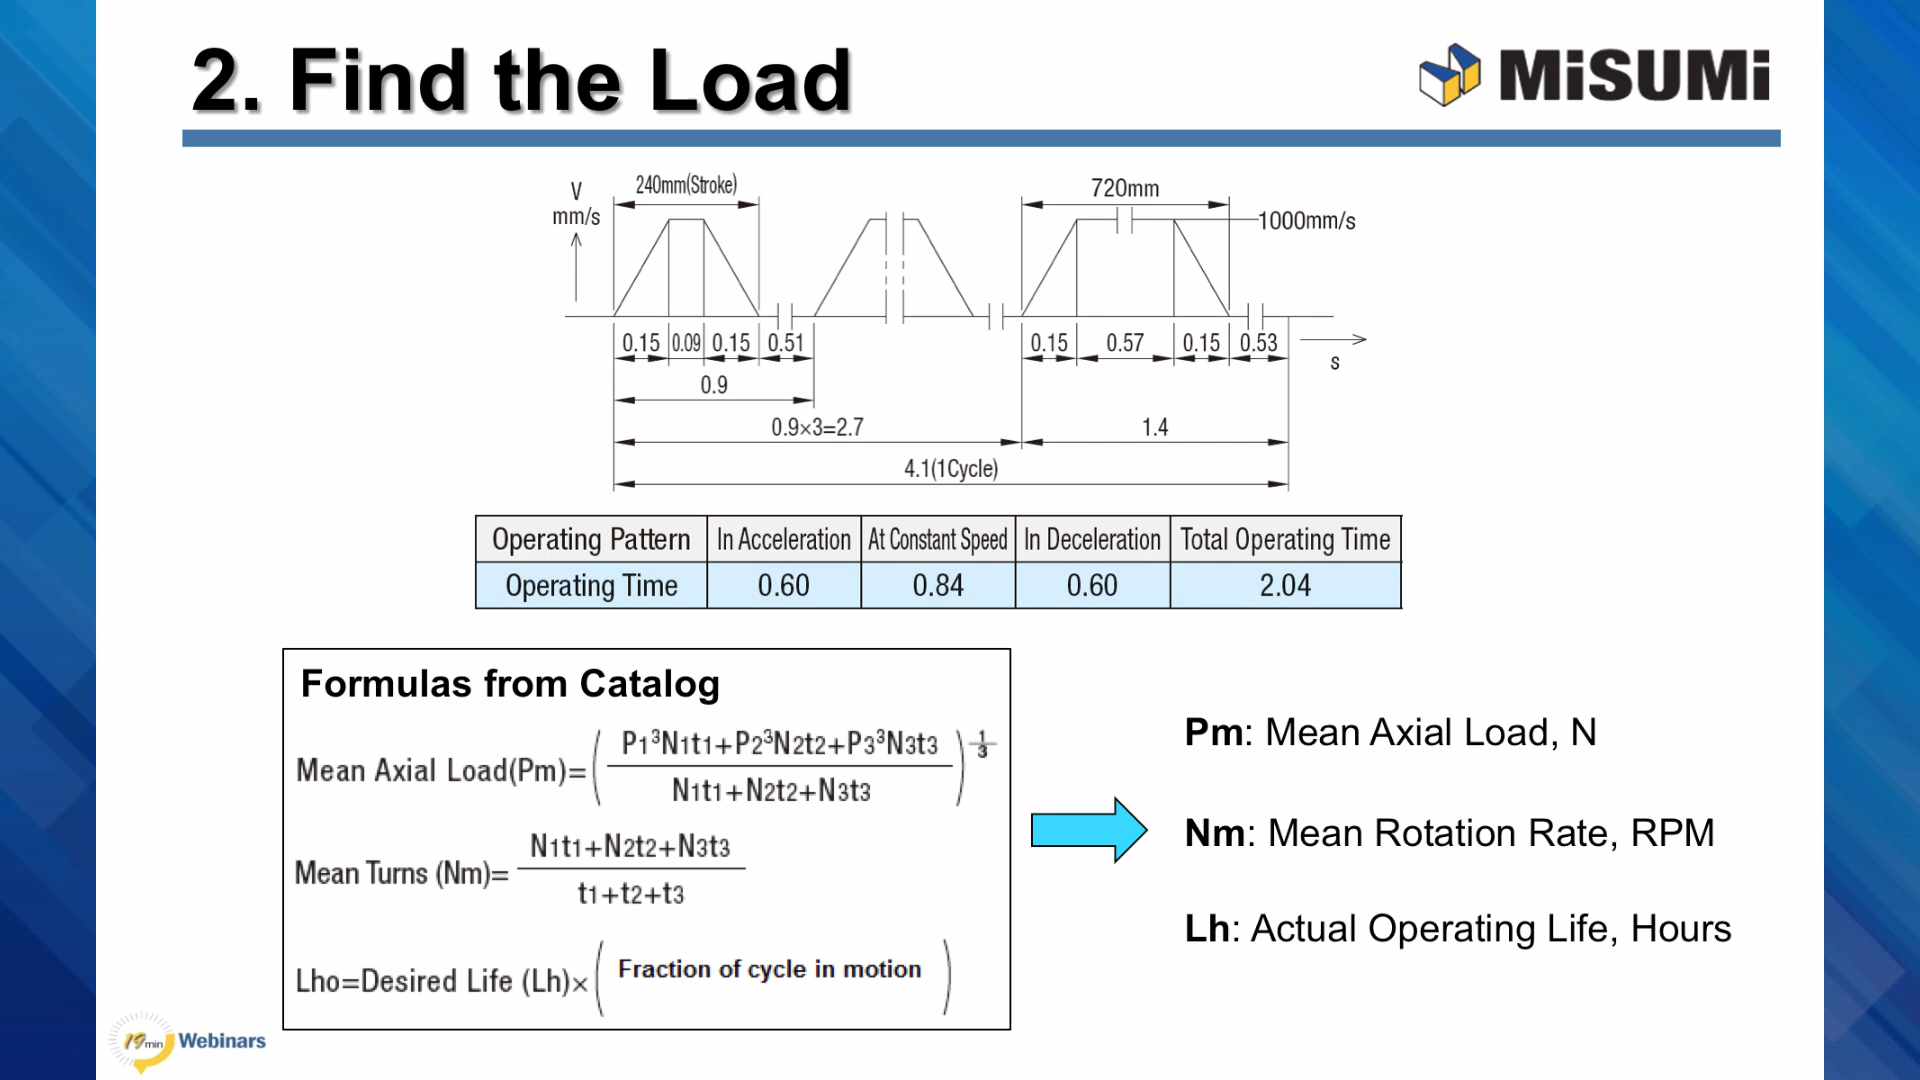 2. Find the Load
MiSUMi
V
mm/s
240mm(Stroke)
720mm
1000mm/s
0.15 0.09 0.15 0.51
0.15 0.57 0.15 0.53
s
0.9
0.9×3=2.7
1.4
4.1(1Cycle)
Operating Pattern In Acceleration At Constant Speed In Deceleration Total Operating Time
Operating Time 0.60 0.84 0.60 2.04
Formulas from Catalog
Mean Axial Load(Pm)=( P1³N1t1+P2³N2t2+P3³N3t3 / N1t1+N2t2+N3t3 )^1/3
Mean Turns (Nm)= N1t1+N2t2+N3t3 / t1+t2+t3
Lho=Desired Life (Lh)×( Fraction of cycle in motion )
Pm: Mean Axial Load, N
Nm: Mean Rotation Rate, RPM
Lh: Actual Operating Life, Hours
19min Webinars